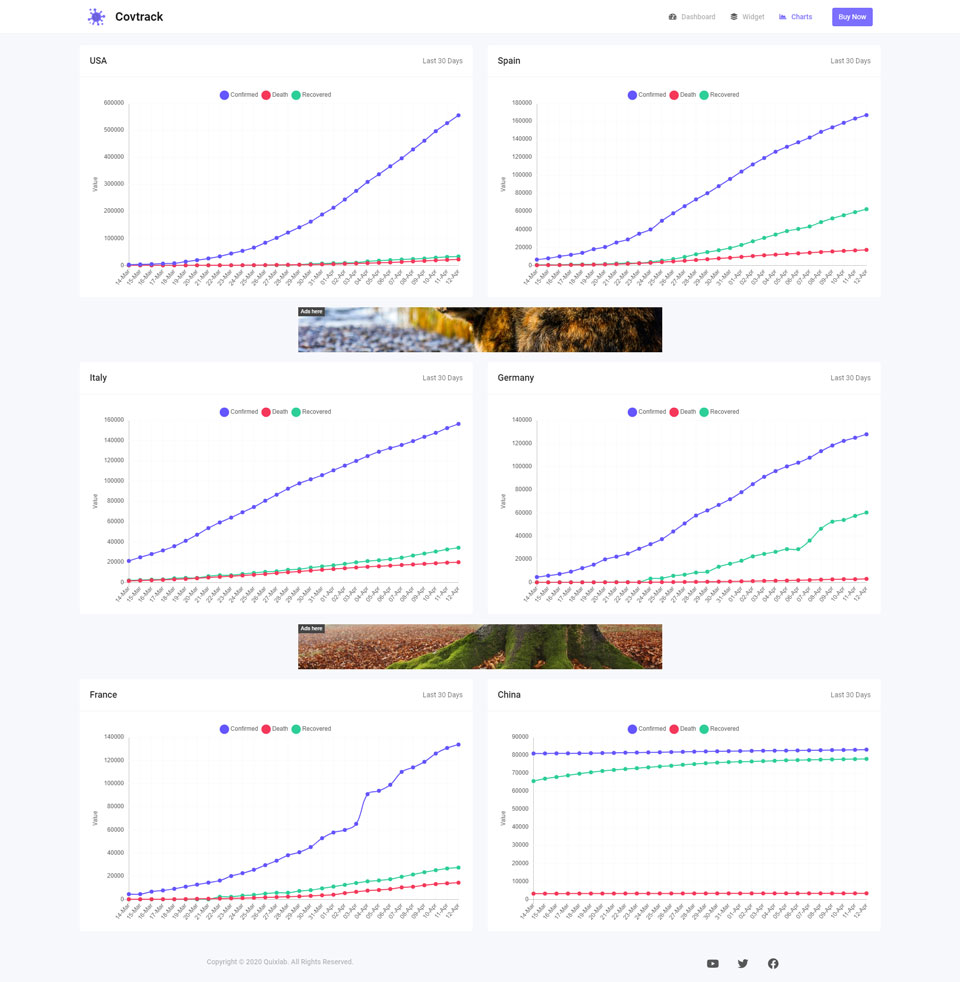 Covtrack
Dashboard Widget Charts Buy Now
USA Last 30 Days
Confirmed Death Recovered
Value
600000
500000
400000
300000
200000
100000
0
14-Mar 15-Mar 16-Mar 17-Mar 18-Mar 19-Mar 20-Mar 21-Mar 22-Mar 23-Mar 24-Mar 25-Mar 26-Mar 27-Mar 28-Mar 29-Mar 30-Mar 31-Mar 01-Apr 02-Apr 03-Apr 04-Apr 05-Apr 06-Apr 07-Apr 08-Apr 09-Apr 10-Apr 11-Apr 12-Apr
Spain Last 30 Days
Confirmed Death Recovered
Value
180000
160000
140000
120000
100000
80000
60000
40000
20000
0
14-Mar 15-Mar 16-Mar 17-Mar 18-Mar 19-Mar 20-Mar 21-Mar 22-Mar 23-Mar 24-Mar 25-Mar 26-Mar 27-Mar 28-Mar 29-Mar 30-Mar 31-Mar 01-Apr 02-Apr 03-Apr 04-Apr 05-Apr 06-Apr 07-Apr 08-Apr 09-Apr 10-Apr 11-Apr 12-Apr
Ads here
Italy Last 30 Days
Confirmed Death Recovered
Value
160000
140000
120000
100000
80000
60000
40000
20000
0
14-Mar 15-Mar 16-Mar 17-Mar 18-Mar 19-Mar 20-Mar 21-Mar 22-Mar 23-Mar 24-Mar 25-Mar 26-Mar 27-Mar 28-Mar 29-Mar 30-Mar 31-Mar 01-Apr 02-Apr 03-Apr 04-Apr 05-Apr 06-Apr 07-Apr 08-Apr 09-Apr 10-Apr 11-Apr 12-Apr
Germany Last 30 Days
Confirmed Death Recovered
Value
140000
120000
100000
80000
60000
40000
20000
0
14-Mar 15-Mar 16-Mar 17-Mar 18-Mar 19-Mar 20-Mar 21-Mar 22-Mar 23-Mar 24-Mar 25-Mar 26-Mar 27-Mar 28-Mar 29-Mar 30-Mar 31-Mar 01-Apr 02-Apr 03-Apr 04-Apr 05-Apr 06-Apr 07-Apr 08-Apr 09-Apr 10-Apr 11-Apr 12-Apr
Ads here
France Last 30 Days
Confirmed Death Recovered
Value
140000
120000
100000
80000
60000
40000
20000
0
14-Mar 15-Mar 16-Mar 17-Mar 18-Mar 19-Mar 20-Mar 21-Mar 22-Mar 23-Mar 24-Mar 25-Mar 26-Mar 27-Mar 28-Mar 29-Mar 30-Mar 31-Mar 01-Apr 02-Apr 03-Apr 04-Apr 05-Apr 06-Apr 07-Apr 08-Apr 09-Apr 10-Apr 11-Apr 12-Apr
China Last 30 Days
Confirmed Death Recovered
Value
90000
80000
70000
60000
50000
40000
30000
20000
10000
0
14-Mar 15-Mar 16-Mar 17-Mar 18-Mar 19-Mar 20-Mar 21-Mar 22-Mar 23-Mar 24-Mar 25-Mar 26-Mar 27-Mar 28-Mar 29-Mar 30-Mar 31-Mar 01-Apr 02-Apr 03-Apr 04-Apr 05-Apr 06-Apr 07-Apr 08-Apr 09-Apr 10-Apr 11-Apr 12-Apr
Copyright © 2020 Quixlab. All Rights Reserved.